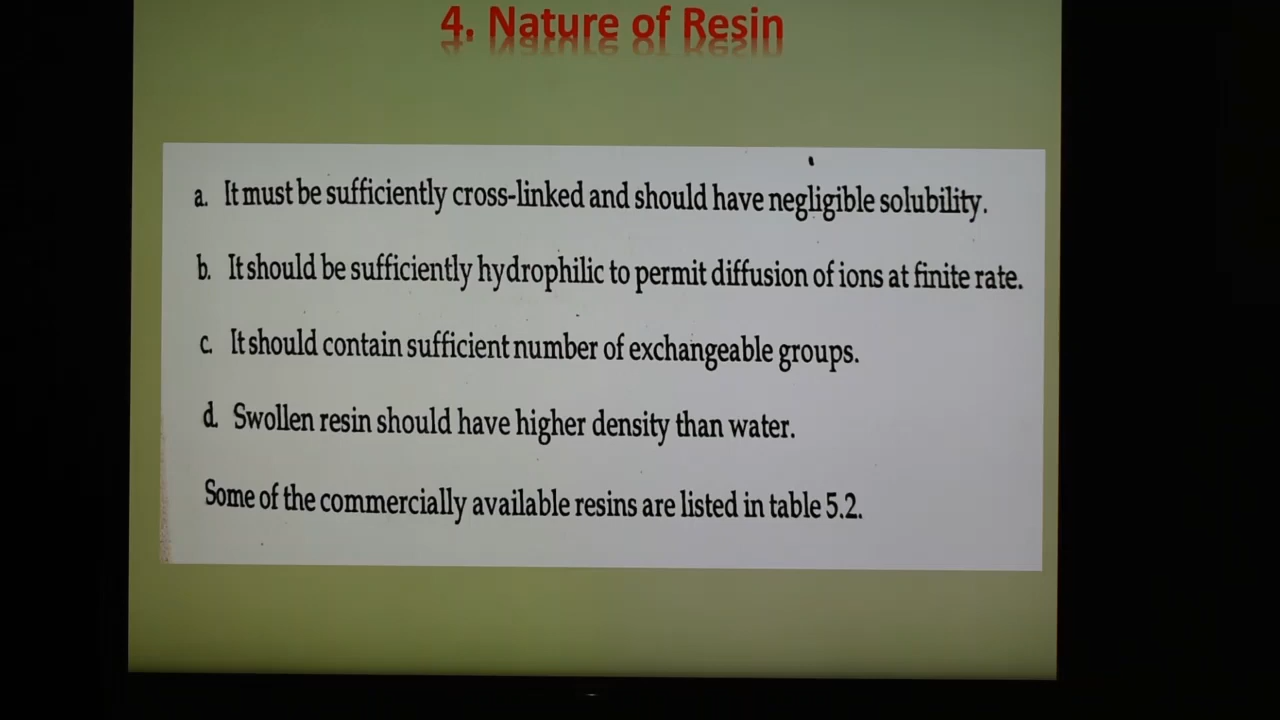 4. Nature of Resin
a. It must be sufficiently cross-linked and should have negligible solubility.
b. It should be sufficiently hydrophilic to permit diffusion of ions at finite rate.
c. It should contain sufficient number of exchangeable groups.
d. Swollen resin should have higher density than water.
Some of the commercially available resins are listed in table 5.2.